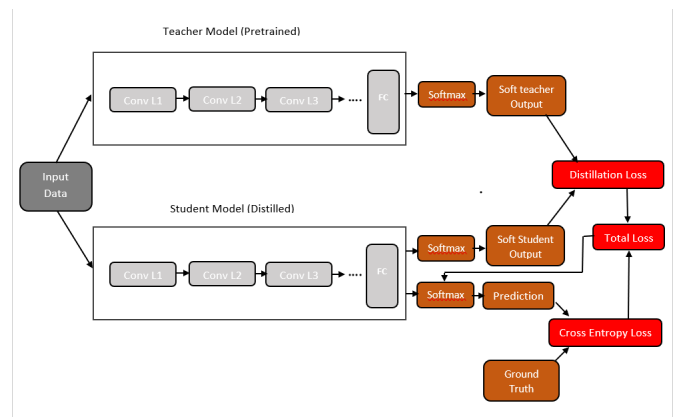 Teacher Model (Pretrained)
Conv L1
Conv L2
Conv L3
....
FC
Softmax
Soft teacher
Output
Input
Data
Distillation Loss
Student Model (Distilled)
Conv L1
Conv L2
Conv L3
....
FC
Softmax
Soft Student
Output
Total Loss
Softmax
Prediction
Cross Entropy Loss
Ground
Truth